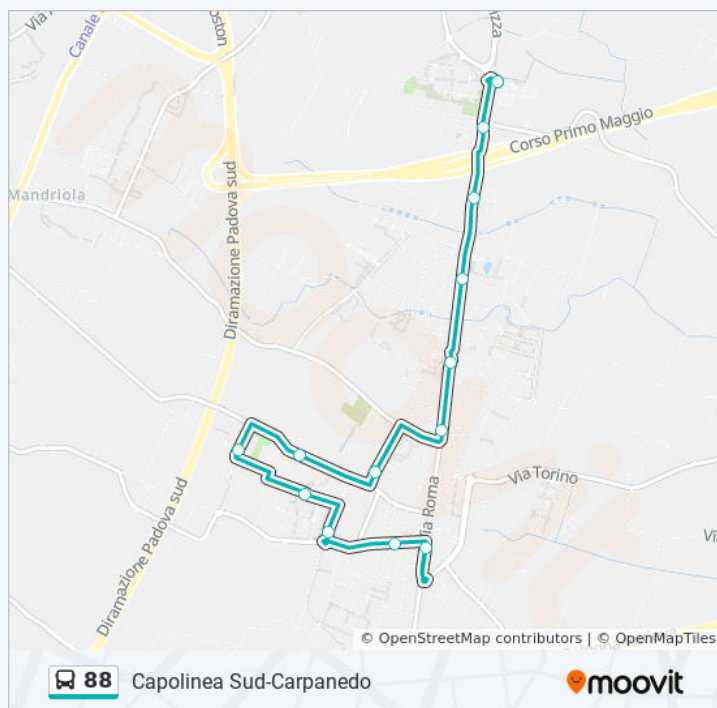 Canale
Corso Primo Maggio
Mandriola
Diramazione Padova sud
Via Torino
Via Roma
Diramazione Padova sud
© OpenStreetMap contributors | © OpenMapTiles
88 Capolinea Sud-Carpanedo
moovit